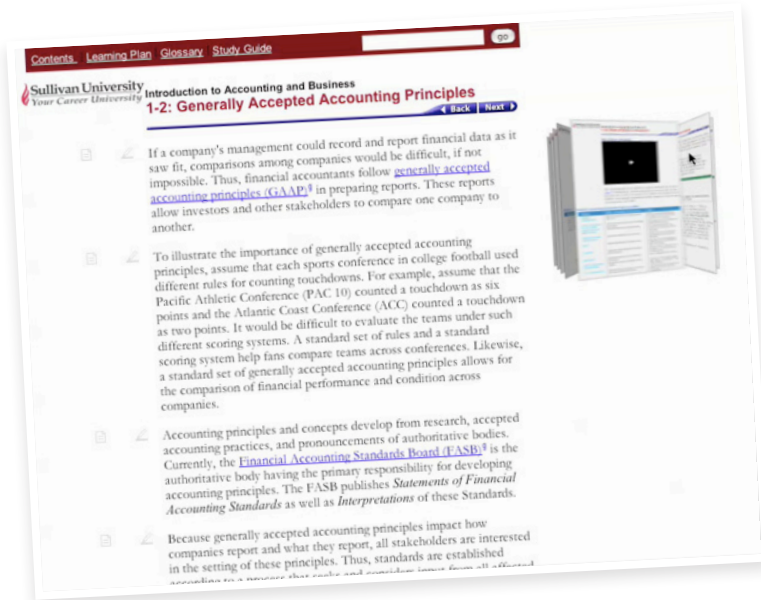 Contents Learning Plan Glossary Study Guide
go
Sullivan University
Your Career University
Introduction to Accounting and Business
1-2: Generally Accepted Accounting Principles
Back Next
If a company's management could record and report financial data as it
saw fit, comparisons among companies would be difficult, if not
impossible. Thus, financial accountants follow generally accepted
accounting principles (GAAP) in preparing reports. These reports
allow investors and other stakeholders to compare one company to
another.
To illustrate the importance of generally accepted accounting
principles, assume that each sports conference in college football used
different rules for counting touchdowns. For example, assume that the
Pacific Athletic Conference (PAC 10) counted a touchdown as six
points and the Atlantic Coast Conference (ACC) counted a touchdown
as two points. It would be difficult to evaluate the teams under such
different scoring systems. A standard set of rules and a standard
scoring system help fans compare teams across conferences. Likewise,
a standard set of generally accepted accounting principles allows for
the comparison of financial performance and condition across
companies.
Accounting principles and concepts develop from research, accepted
accounting practices, and pronouncements of authoritative bodies.
Currently, the Financial Accounting Standards Board (FASB) is the
authoritative body having the primary responsibility for developing
accounting principles. The FASB publishes Statements of Financial
Accounting Standards as well as Interpretations of these Standards.
Because generally accepted accounting principles impact how
companies report and what they report, all stakeholders are interested
in the setting of these principles. Thus, standards are established
according to a process that seeks and considers input from all affected